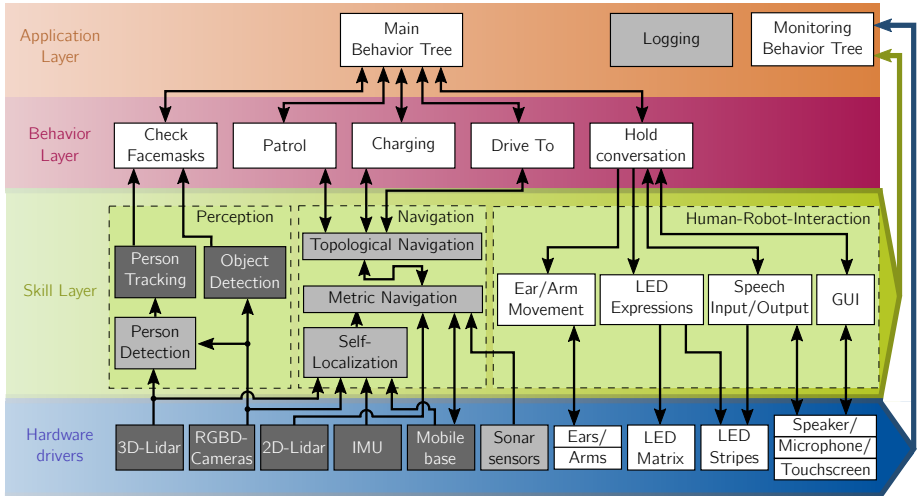 Application
Layer
Main
Behavior Tree
Logging
Monitoring
Behavior Tree
Behavior
Layer
Check
Facemasks
Patrol
Charging
Drive To
Hold
conversation
Skill Layer
Perception
Navigation
Human-Robot-Interaction
Person
Tracking
Object
Detection
Topological Navigation
Metric Navigation
Ear/Arm
Movement
LED
Expressions
Speech
Input/Output
GUI
Person
Detection
Self-
Localization
Hardware
drivers
3D-Lidar
RGBD-
Cameras
2D-Lidar
IMU
Mobile
base
Sonar
sensors
Ears/
Arms
LED
Matrix
LED
Stripes
Speaker/
Microphone/
Touchscreen